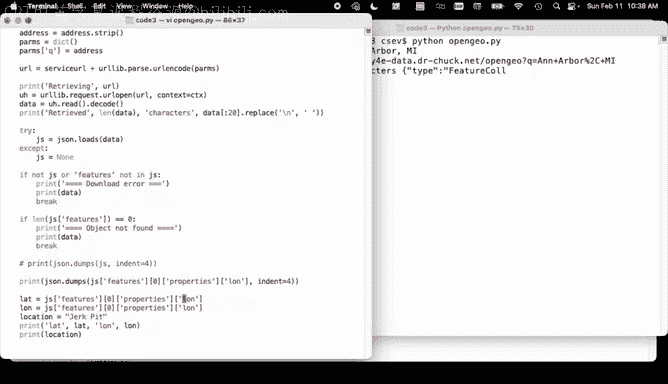 Terminal Shell Edit View Window Help
Sun Feb 11 10:38 AM
code3 — vi opengeo.py — 86×37
address = address.strip()
parms = dict()
parms['q'] = address
url = serviceurl + urllib.parse.urlencode(parms)
print('Retrieving', url)
uh = urllib.request.urlopen(url, context=ctx)
data = uh.read().decode()
print('Retrieved', len(data), 'characters', data[:20].replace('\n', ' '))
try:
js = json.loads(data)
except:
js = None
if not js or 'features' not in js:
print('==== Download error ===')
print(data)
break
if len(js['features']) == 0:
print('==== Object not found ====')
print(data)
break
# print(json.dumps(js, indent=4))
print(json.dumps(js['features'][0]['properties']['lon'], indent=4))
lat = js['features'][0]['properties']['lon']
lon = js['features'][0]['properties']['lon']
location = "Jerk Pit"
print('lat', lat, 'lon', lon)
print(location)
code3 — Python opengeo.py — 75×30
3 csev$ python opengeo.py
Arbor, MI
y4e-data.dr-chuck.net/opengeo?q=Ann+Arbor%2C+MI
cters {"type":"FeatureColl